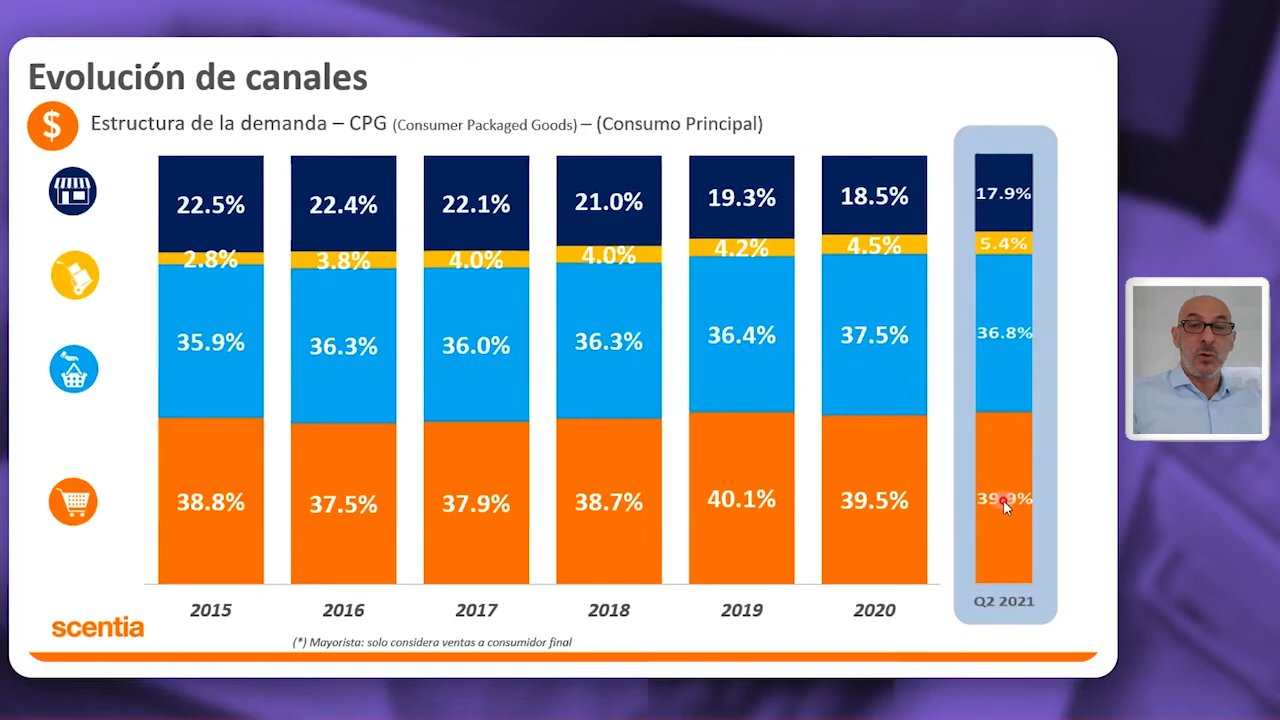 Evolución de canales
$
Estructura de la demanda – CPG (Consumer Packaged Goods) – (Consumo Principal)
22.5% 22.4% 22.1% 21.0% 19.3% 18.5% 17.9%
2.8% 3.8% 4.0% 4.0% 4.2% 4.5% 5.4%
35.9% 36.3% 36.0% 36.3% 36.4% 37.5% 36.8%
38.8% 37.5% 37.9% 38.7% 40.1% 39.5% 39.9%
2015 2016 2017 2018 2019 2020 Q2 2021
scentia
(*) Mayorista: solo considera ventas a consumidor final